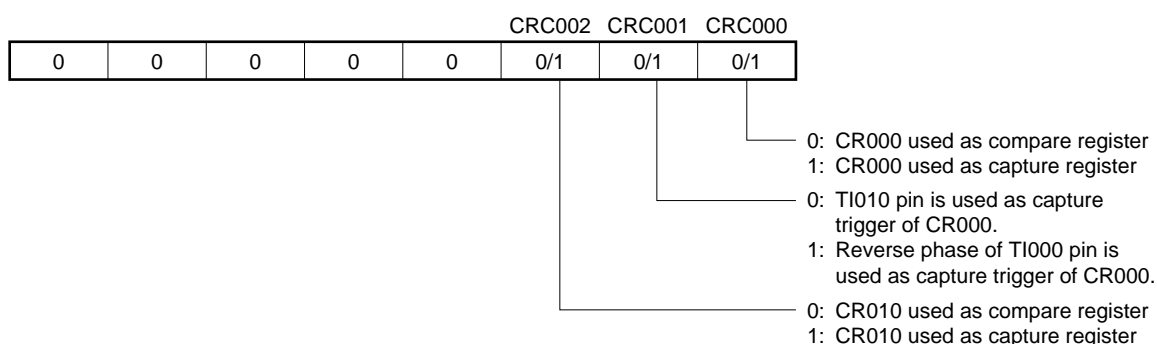 CRC002 CRC001 CRC000
0 0 0 0 0 0/1 0/1 0/1
0: CR000 used as compare register
1: CR000 used as capture register
0: TI010 pin is used as capture
trigger of CR000.
1: Reverse phase of TI000 pin is
used as capture trigger of CR000.
0: CR010 used as compare register
1: CR010 used as capture register